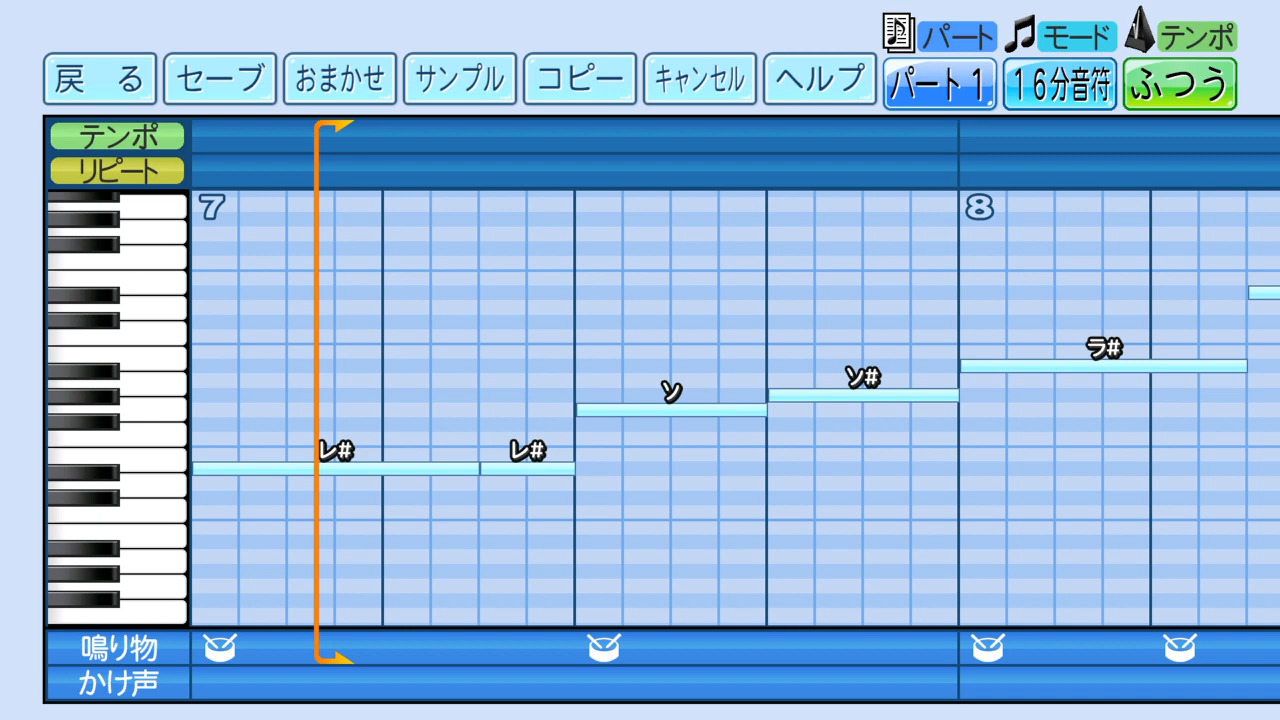 パート モード テンポ
戻る セーブ おまかせ サンプル コピー キャンセル ヘルプ パート1 16分音符 ふつう
テンポ
リピート
7 8
ラ#
ソ#
ソ
レ# レ#
鳴り物
かけ声